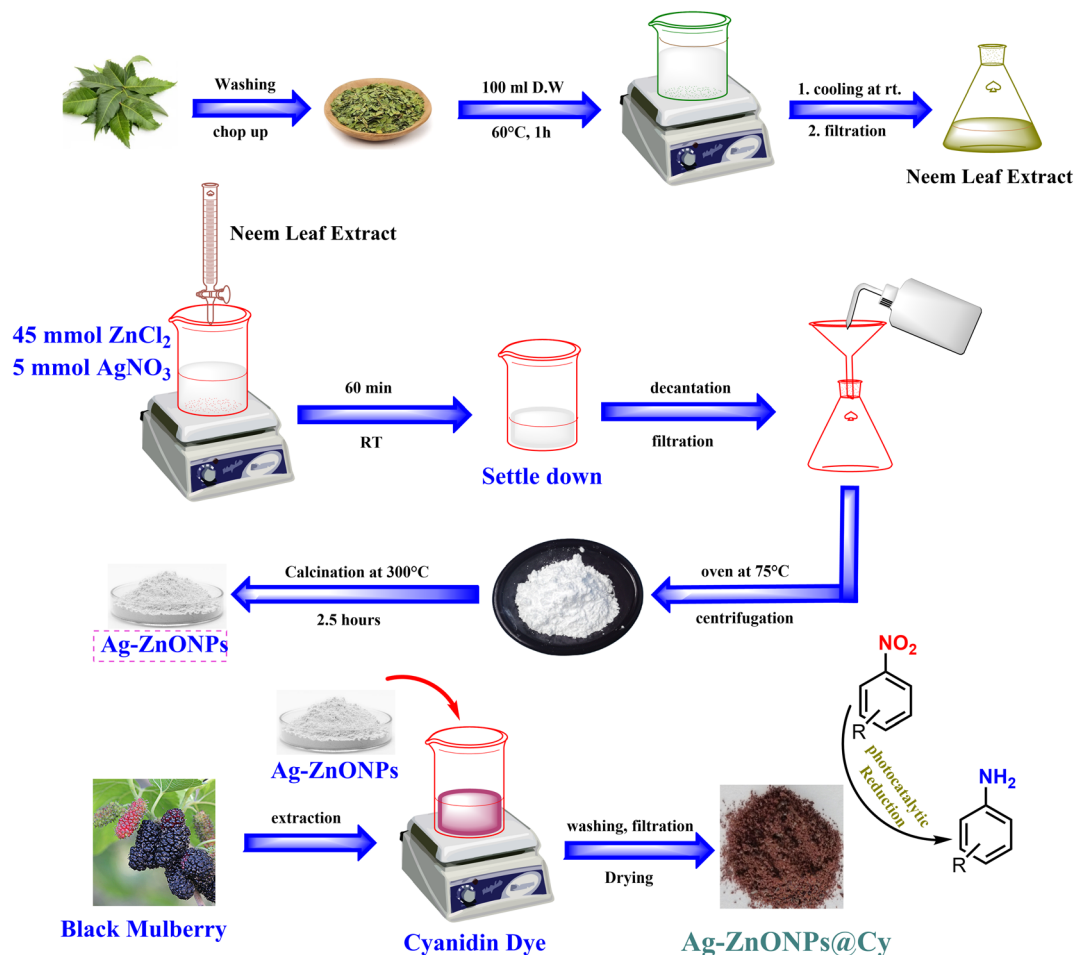 Washing
chop up
100 ml D.W
60°C, 1h
1. cooling at rt.
2. filtration
Neem Leaf Extract
Neem Leaf Extract
45 mmol ZnCl₂
5 mmol AgNO₃
60 min
RT
Settle down
decantation
filtration
oven at 75°C
centrifugation
Calcination at 300°C
2.5 hours
Ag-ZnONPs
Ag-ZnONPs
Black Mulberry
extraction
Cyanidin Dye
washing, filtration
Drying
Ag-ZnONPs@Cy
NO₂
R
photocatalytic
Reduction
NH₂
R